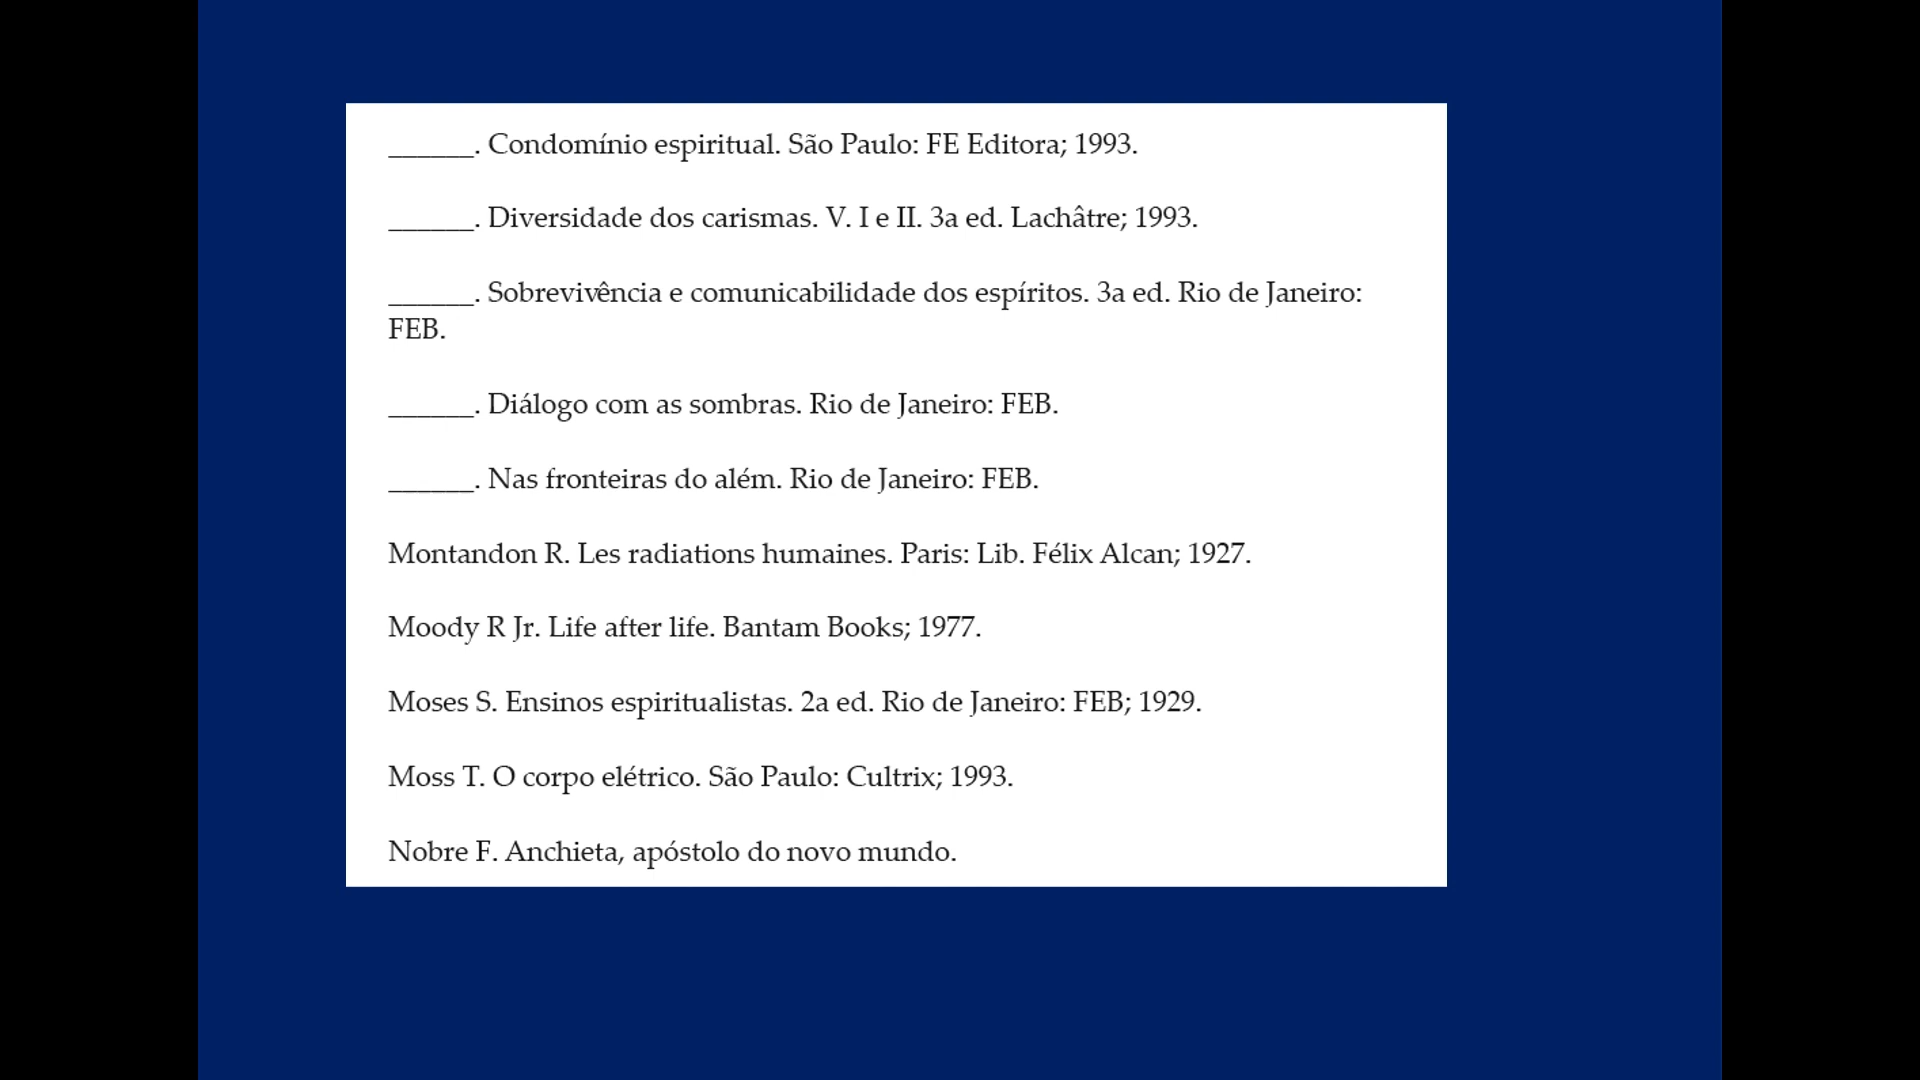 ______. Condomínio espiritual. São Paulo: FE Editora; 1993.
______. Diversidade dos carismas. V. I e II. 3a ed. Lachâtre; 1993.
______. Sobrevivência e comunicabilidade dos espíritos. 3a ed. Rio de Janeiro:
FEB.
______. Diálogo com as sombras. Rio de Janeiro: FEB.
______. Nas fronteiras do além. Rio de Janeiro: FEB.
Montandon R. Les radiations humaines. Paris: Lib. Félix Alcan; 1927.
Moody R Jr. Life after life. Bantam Books; 1977.
Moses S. Ensinos espiritualistas. 2a ed. Rio de Janeiro: FEB; 1929.
Moss T. O corpo elétrico. São Paulo: Cultrix; 1993.
Nobre F. Anchieta, apóstolo do novo mundo.